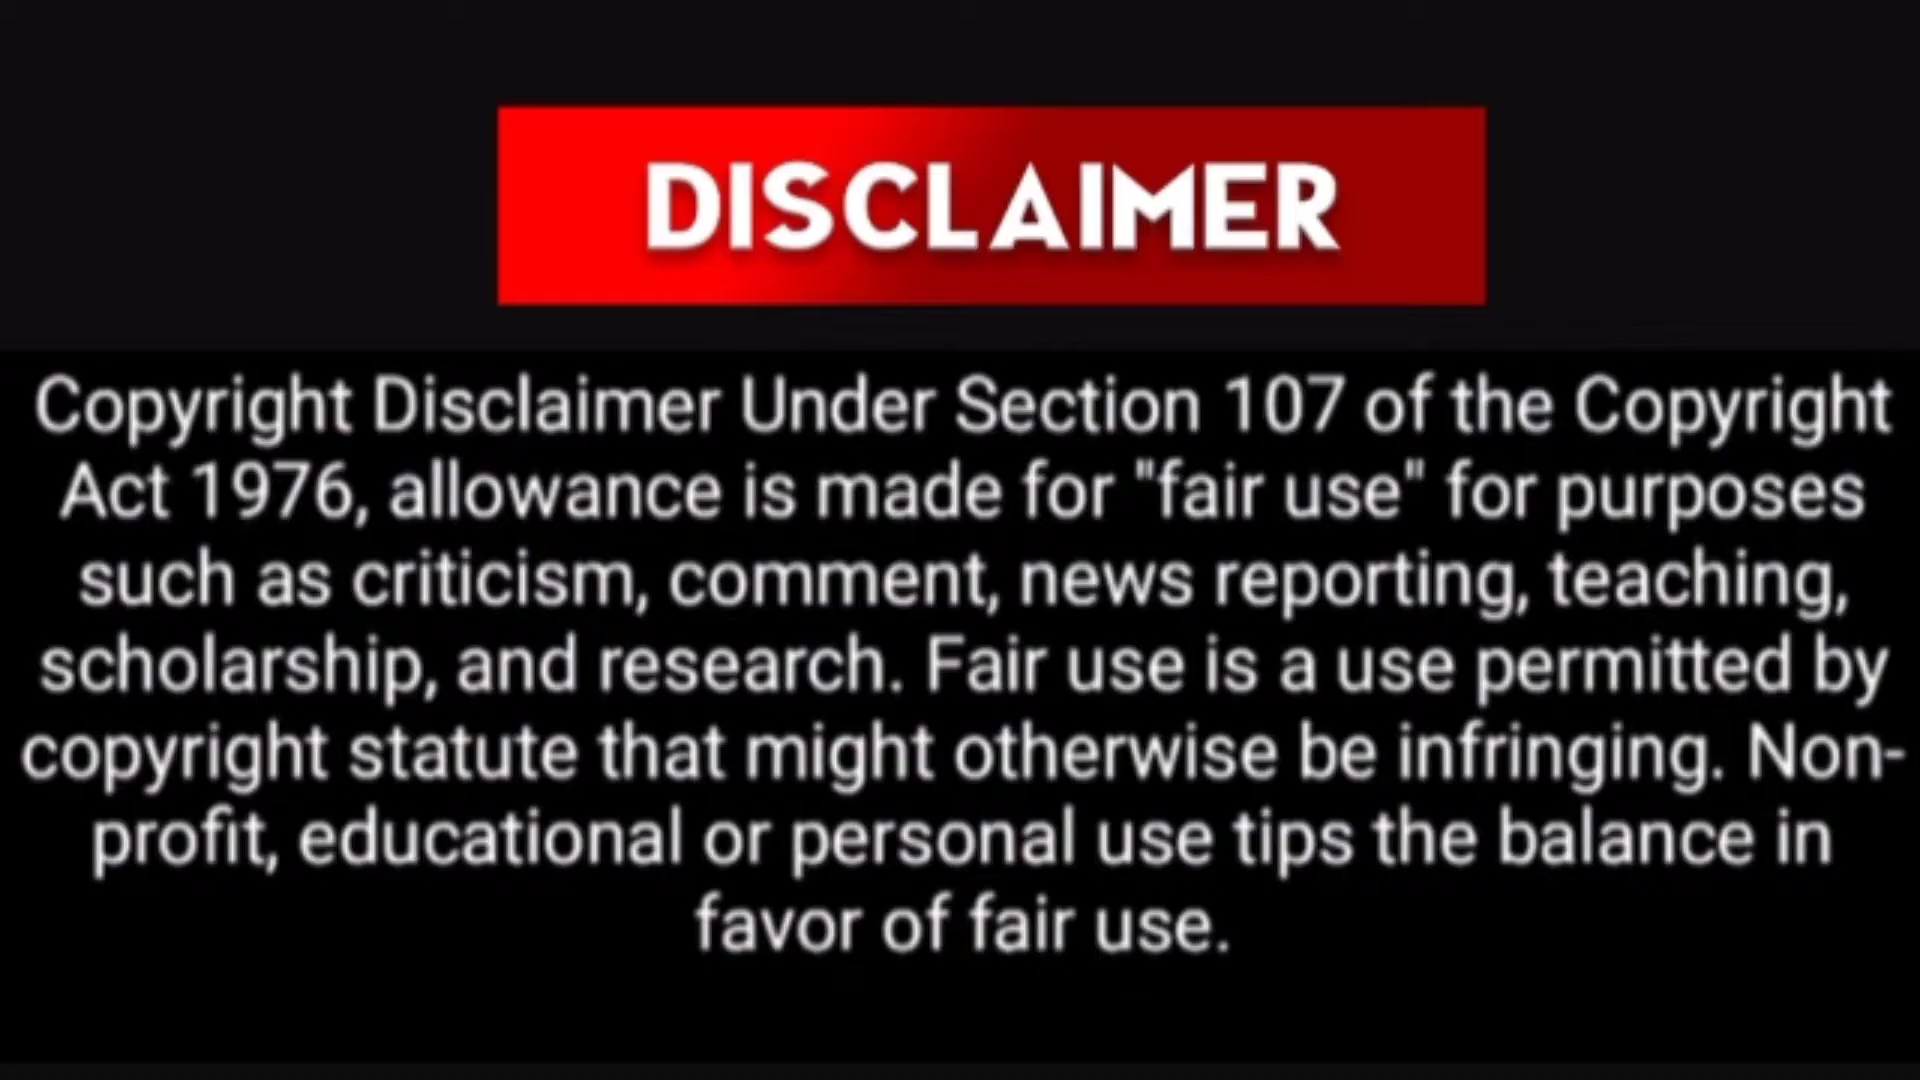 DISCLAIMER
Copyright Disclaimer Under Section 107 of the Copyright
Act 1976, allowance is made for "fair use" for purposes
such as criticism, comment, news reporting, teaching,
scholarship, and research. Fair use is a use permitted by
copyright statute that might otherwise be infringing. Non-
profit, educational or personal use tips the balance in
favor of fair use.